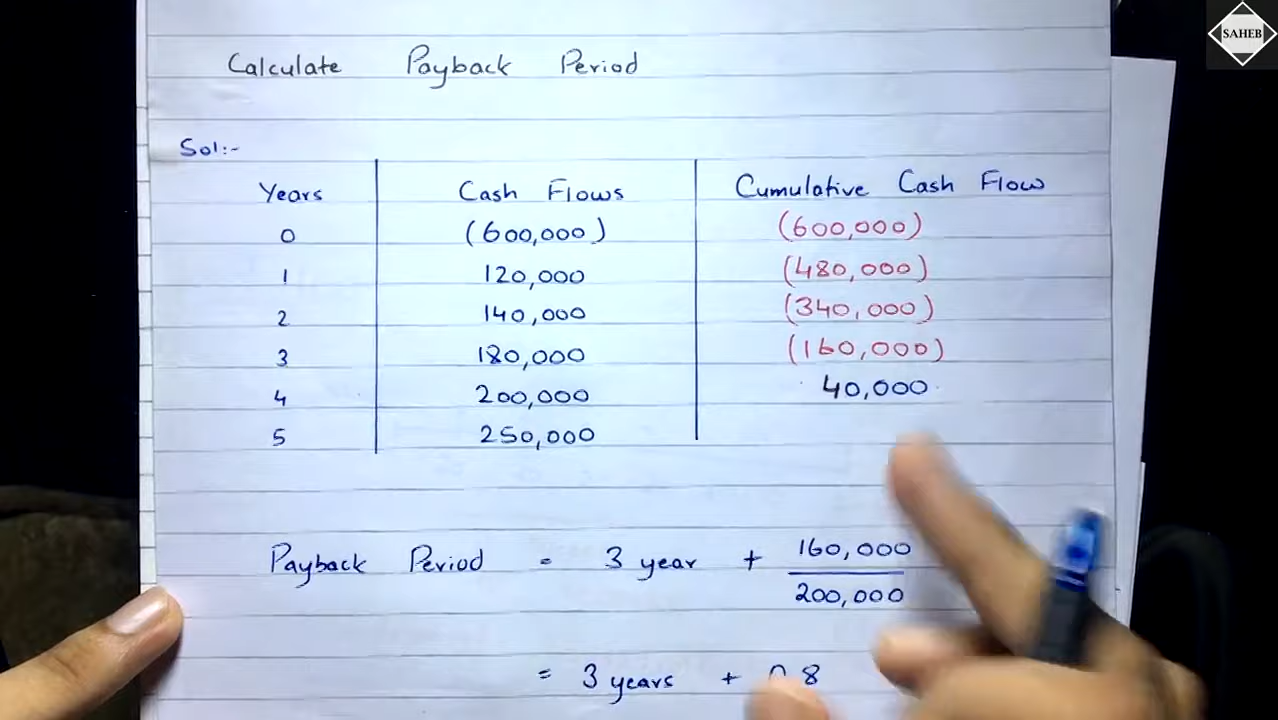 SAHEB
Calculate Payback Period
Sol:-
Years Cash Flows Cumulative Cash Flow
0 (600,000) (600,000)
1 120,000 (480,000)
2 140,000 (340,000)
3 180,000 (160,000)
4 200,000 40,000
5 250,000
Payback Period = 3 year + 160,000
200,000
= 3 years + 0.8